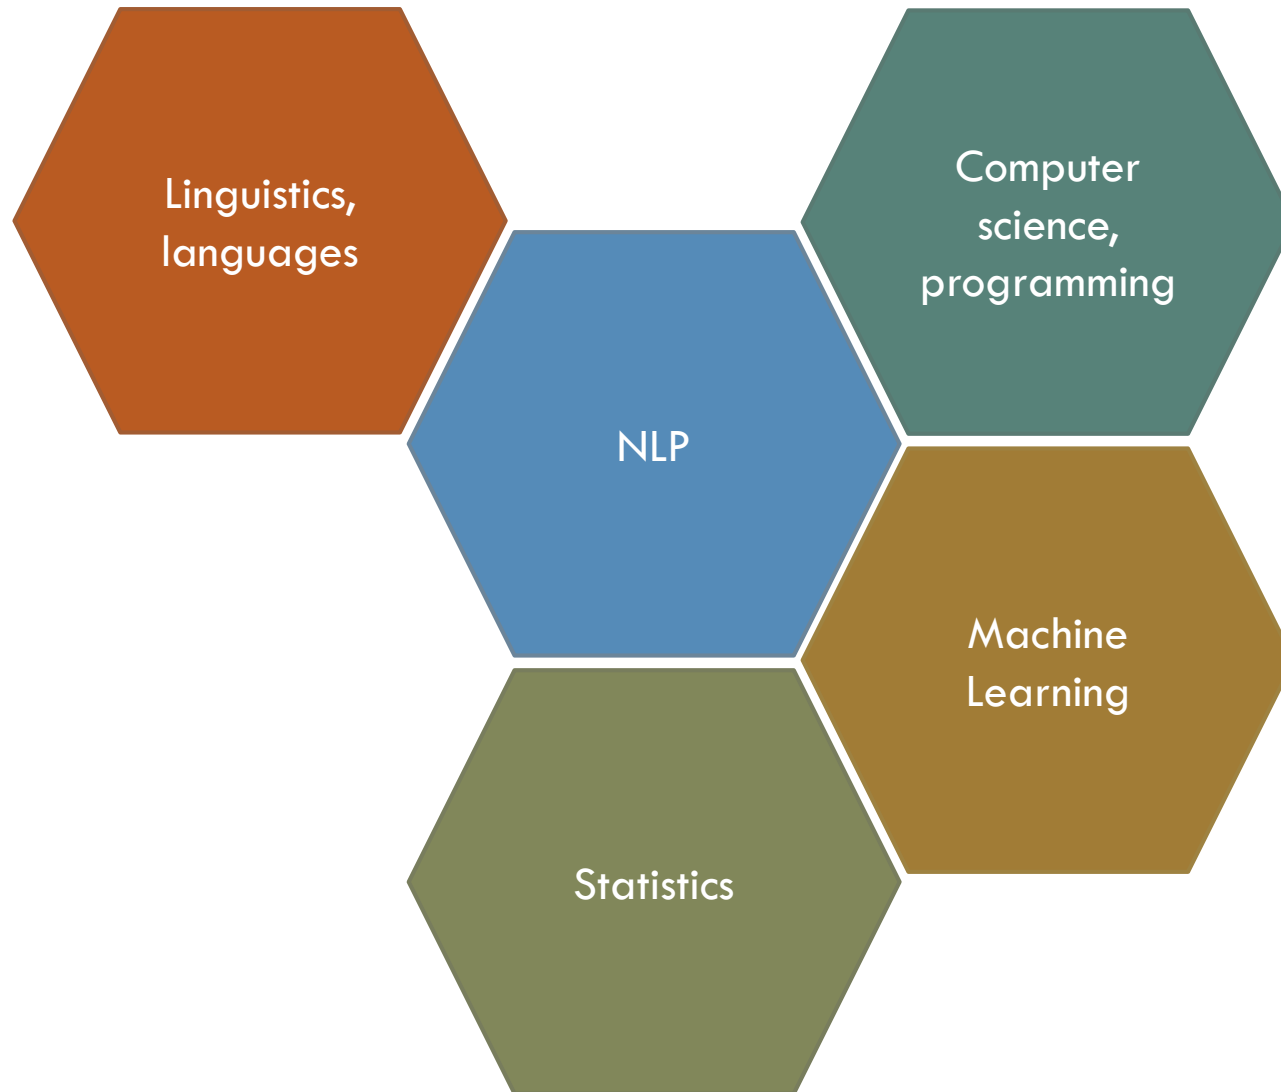 Linguistics,
languages
Computer
science,
programming
NLP
Machine
Learning
Statistics